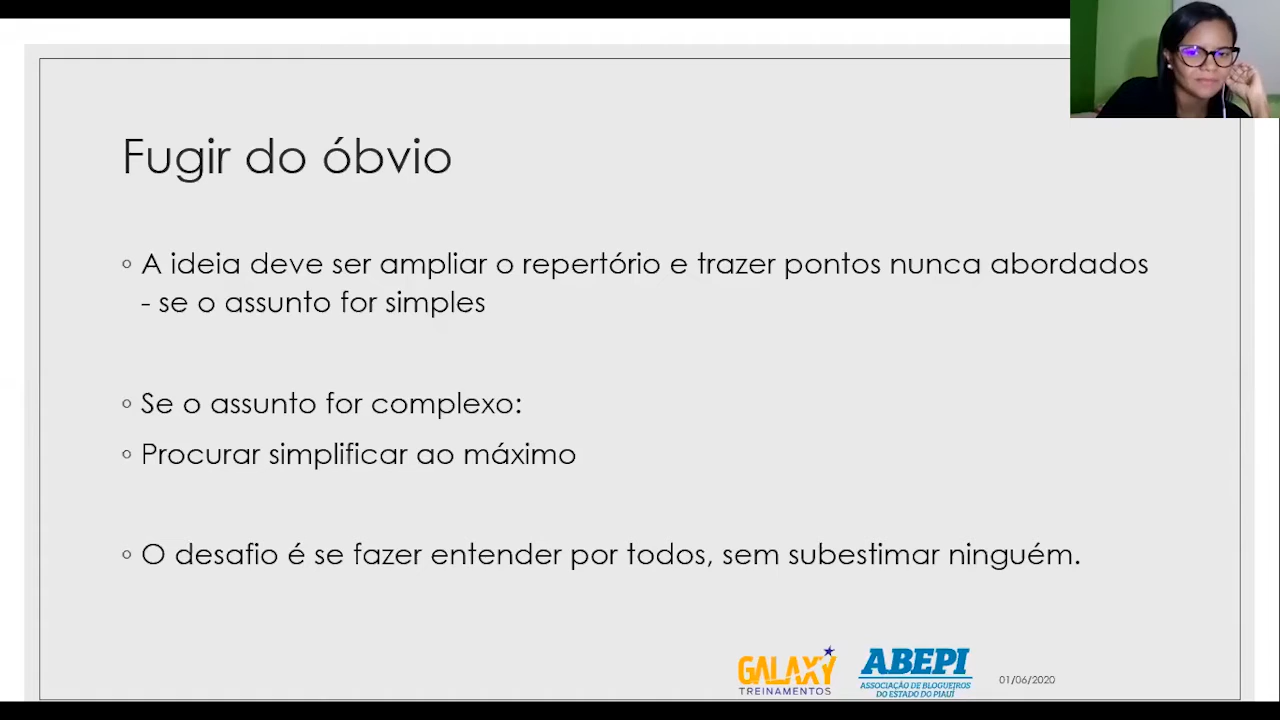 Fugir do óbvio
◦ A ideia deve ser ampliar o repertório e trazer pontos nunca abordados
- se o assunto for simples
◦ Se o assunto for complexo:
◦ Procurar simplificar ao máximo
◦ O desafio é se fazer entender por todos, sem subestimar ninguém.
GALAXY
TREINAMENTOS
ABEPI
ASSOCIAÇÃO DE BLOGUEIROS
DO ESTADO DO PIAUÍ
01/06/2020